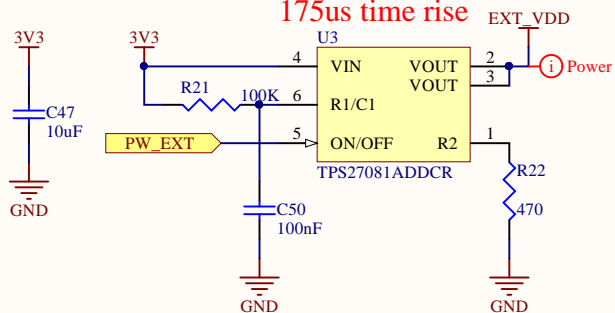 175us time rise
EXT_VDD
3V3
3V3
U3
4
VIN
VOUT
2
i
Power
VOUT
3
R21
100K
6
R1/C1
C47
10uF
PW_EXT
5
ON/OFF
R2
1
TPS27081ADDCR
R22
470
C50
100nF
GND
GND
GND